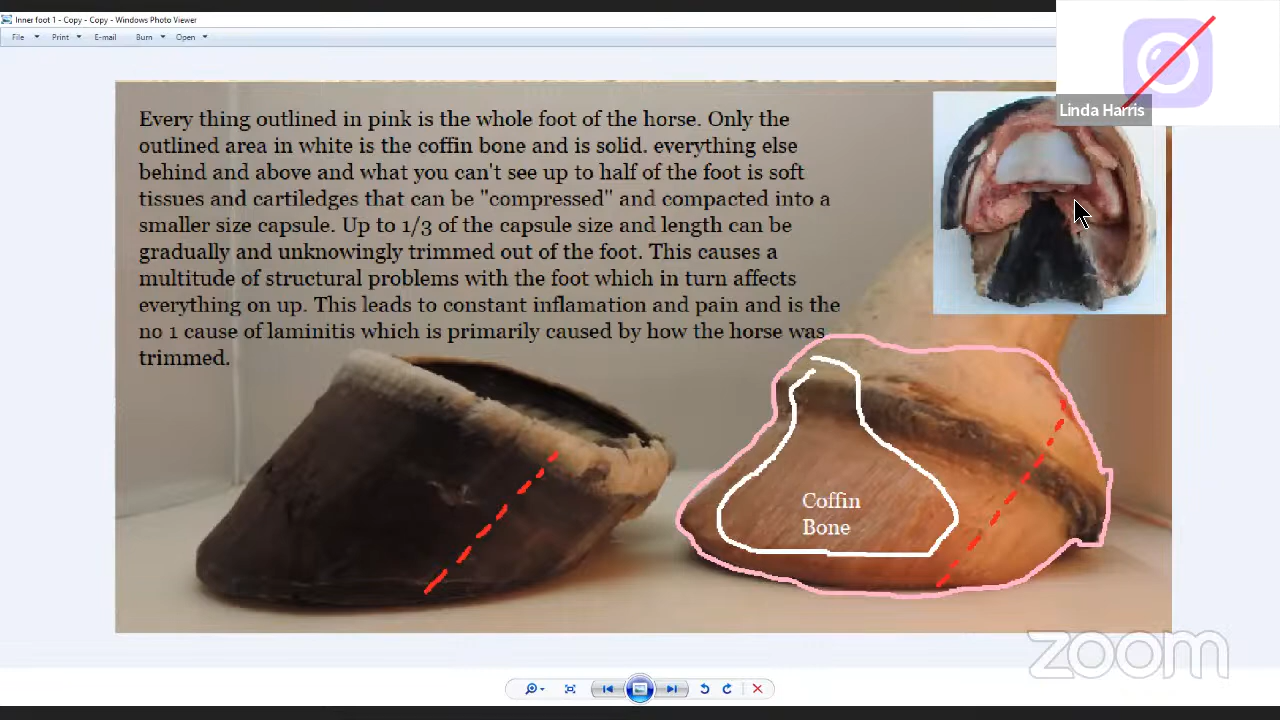 Inner foot 1 - Copy - Copy - Windows Photo Viewer
File Print E-mail Burn Open
Linda Harris
Every thing outlined in pink is the whole foot of the horse. Only the
outlined area in white is the coffin bone and is solid. everything else
behind and above and what you can't see up to half of the foot is soft
tissues and cartiledges that can be "compressed" and compacted into a
smaller size capsule. Up to 1/3 of the capsule size and length can be
gradually and unknowingly trimmed out of the foot. This causes a
multitude of structural problems with the foot which in turn affects
everything on up. This leads to constant inflamation and pain and is the
no 1 cause of laminitis which is primarily caused by how the horse was
trimmed.
Coffin
Bone
zoom